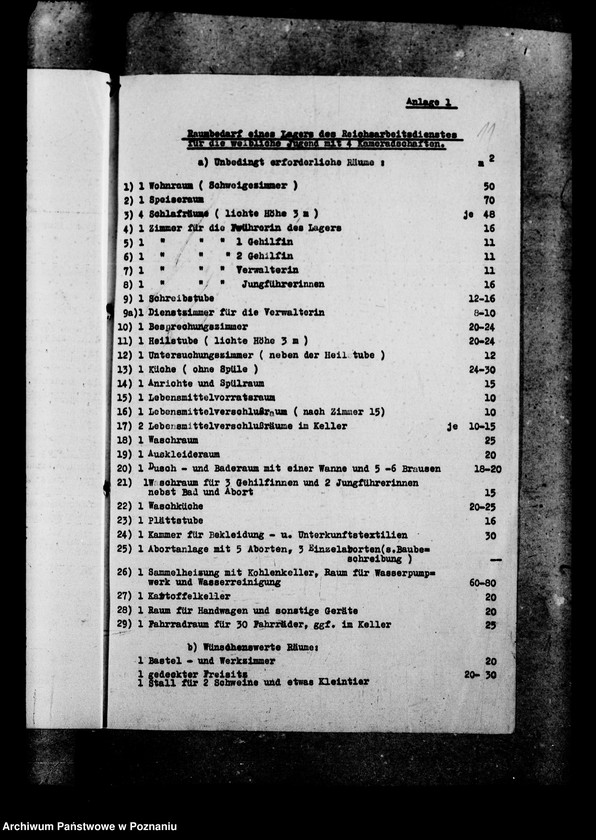 Anlage 1
11
Raumbedarf eines Lagers des Reichsarbeitsdienstes
für die weibliche Jugend mit 4 Kameradschaften.
a) Unbedingt erforderliche Räume : m²
1) 1 Wohnraum ( Schweigezimmer ) 50
2) 1 Speiseraum 70
3) 4 Schlafräume ( lichte Höhe 3 m ) je 48
4) 1 Zimmer für die Führerin des Lagers 16
5) 1 " " " 1 Gehilfin 11
6) 1 " " " 2 Gehilfin 11
7) 1 " " " Verwalterin 11
8) 1 " " " Jungführerinnen 16
9) 1 Schreibstube 12-16
9a)1 Dienstzimmer für die Verwalterin 8-10
10) 1 Besprechungszimmer 20-24
11) 1 Heilstube ( lichte Höhe 3 m ) 20-24
12) 1 Untersuchungszimmer ( neben der Heilstube ) 12
13) 1 Küche ( ohne Spüle ) 24-30
14) 1 Anrichte und Spülraum 15
15) 1 Lebensmittelvorratsraum 10
16) 1 Lebensmittelverschlußraum ( nach Zimmer 15) 10
17) 2 Lebensmittelverschlußräume im Keller je 10-15
18) 1 Waschraum 25
19) 1 Auskleideraum 20
20) 1 Dusch - und Baderaum mit einer Wanne und 5 -6 Brausen 18-20
21) 1Waschraum für 3 Gehilfinnen und 2 Jungführerinnen
nebst Bad und Abort 15
22) 1 Waschküche 20-25
23) 1 Plättstube 16
24) 1 Kammer für Bekleidung - u. Unterkunftstextilien 30
25) 1 Abortanlage mit 5 Aborten, 3 Einzelaborten(s.Baube=
schreibung ) —
26) 1 Sammelheizung mit Kohlenkeller, Raum für Wasserpump=
werk und Wasserreinigung 60-80
27) 1 Kartoffelkeller 20
28) 1 Raum für Handwagen und sonstige Geräte 20
29) 1 Fahrradraum für 30 Fahrräder, ggf. im Keller 25
b) Wünschenswerte Räume:
1 Bastel - und Werkzimmer 20
1 gedeckter Freisitz 20- 30
1 Stall für 2 Schweine und etwas Kleintier
Archiwum Państwowe w Poznaniu